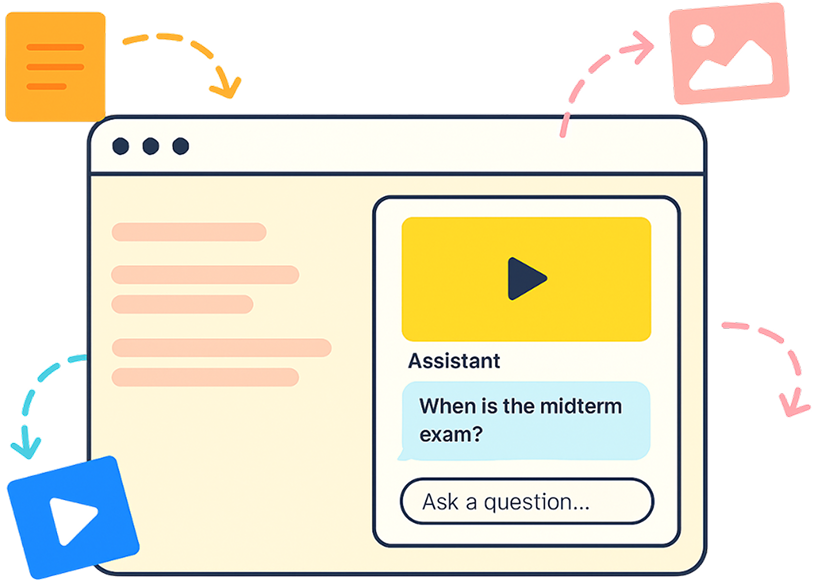 Assistant
When is the midterm
exam?
Ask a question...